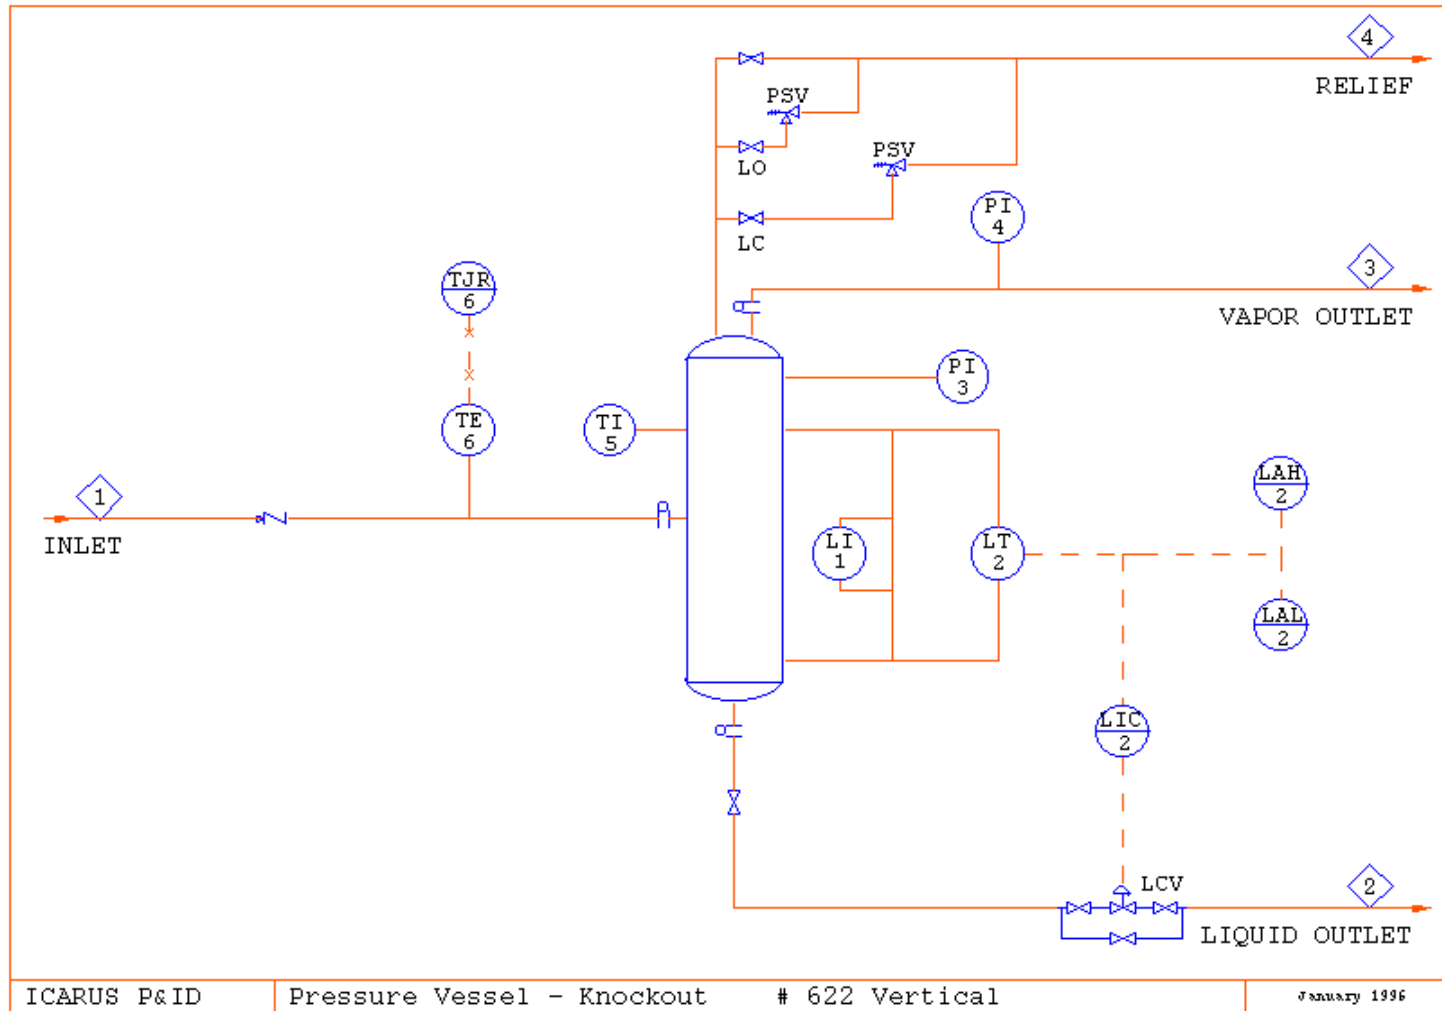 4
RELIEF
PSV
LO
PSV
LC
PI
4
3
VAPOR OUTLET
TJR
6
PI
3
TE
6
TI
5
1
INLET
LAH
2
LI
1
LT
2
LAL
2
LIC
2
LCV
2
LIQUID OUTLET
ICARUS P&ID
Pressure Vessel - Knockout # 622 Vertical
January 1996